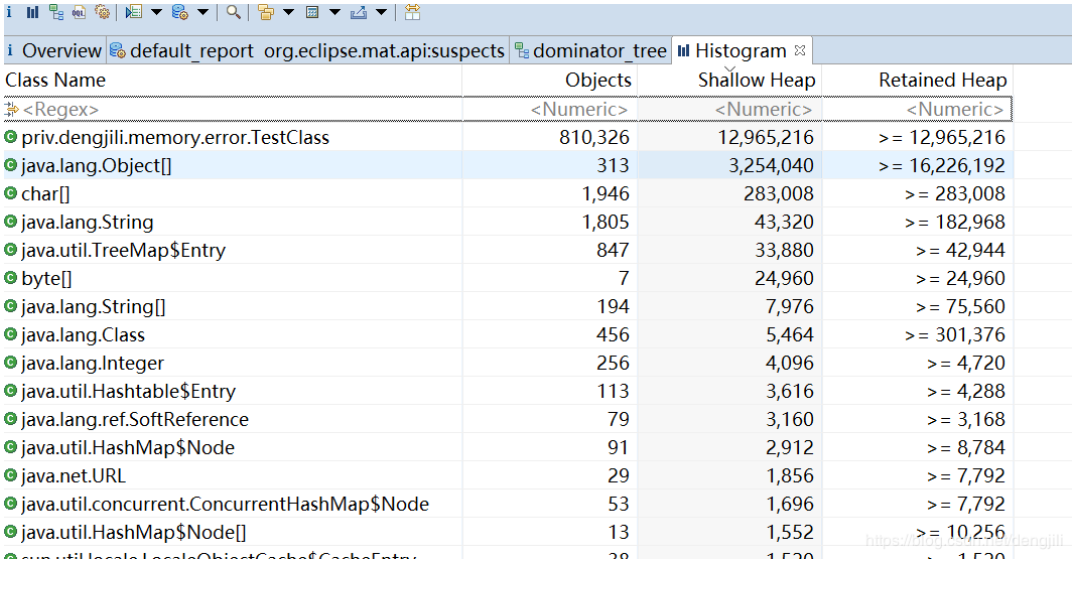 Overview default_report org.eclipse.mat.api:suspects dominator_tree Histogram
Class Name Objects Shallow Heap Retained Heap
<Regex> <Numeric> <Numeric> <Numeric>
priv.dengjili.memory.error.TestClass 810,326 12,965,216 >= 12,965,216
java.lang.Object[] 313 3,254,040 >= 16,226,192
char[] 1,946 283,008 >= 283,008
java.lang.String 1,805 43,320 >= 182,968
java.util.TreeMap$Entry 847 33,880 >= 42,944
byte[] 7 24,960 >= 24,960
java.lang.String[] 194 7,976 >= 75,560
java.lang.Class 456 5,464 >= 301,376
java.lang.Integer 256 4,096 >= 4,720
java.util.Hashtable$Entry 113 3,616 >= 4,288
java.lang.ref.SoftReference 79 3,160 >= 3,168
java.util.HashMap$Node 91 2,912 >= 8,784
java.net.URL 29 1,856 >= 7,792
java.util.concurrent.ConcurrentHashMap$Node 53 1,696 >= 7,792
java.util.HashMap$Node[] 13 1,552 >= 10,256
https://blog.csdn.net/dengjili
sun.util.locale.LocaleObjectCache$CacheEntry 38 1,520 >= 1,520